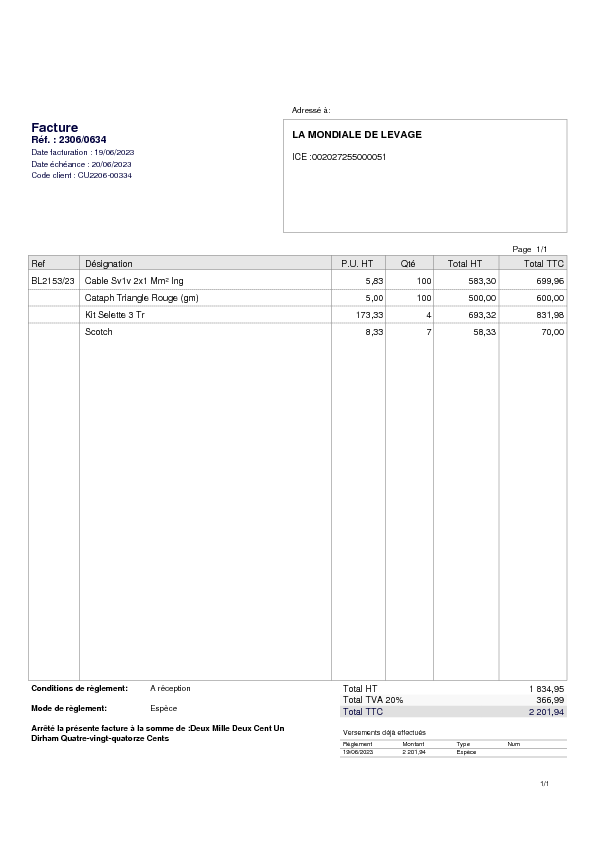 Adressé à:
Facture
Réf. : 2306/0634
Date facturation : 19/06/2023
Date échéance : 20/06/2023
Code client : CU2206-00334
LA MONDIALE DE LEVAGE
ICE :002027255000051
Page 1/1
Ref Désignation P.U. HT Qté Total HT Total TTC
BL2153/23 Cable Sv1v 2x1 Mm² Ing 5,83 100 583,30 699,96
Cataph Triangle Rouge (gm) 5,00 100 500,00 600,00
Kit Selette 3 Tr 173,33 4 693,32 831,98
Scotch 8,33 7 58,33 70,00
Conditions de règlement: A réception
Total HT 1 834,95
Total TVA 20% 366,99
Mode de règlement: Espèce
Total TTC 2 201,94
Arrêté la présente facture à la somme de :Deux Mille Deux Cent Un
Dirham Quatre-vingt-quatorze Cents
Versements déjà effectués
Règlement Montant Type Num
19/06/2023 2 201,94 Espèce
1/1